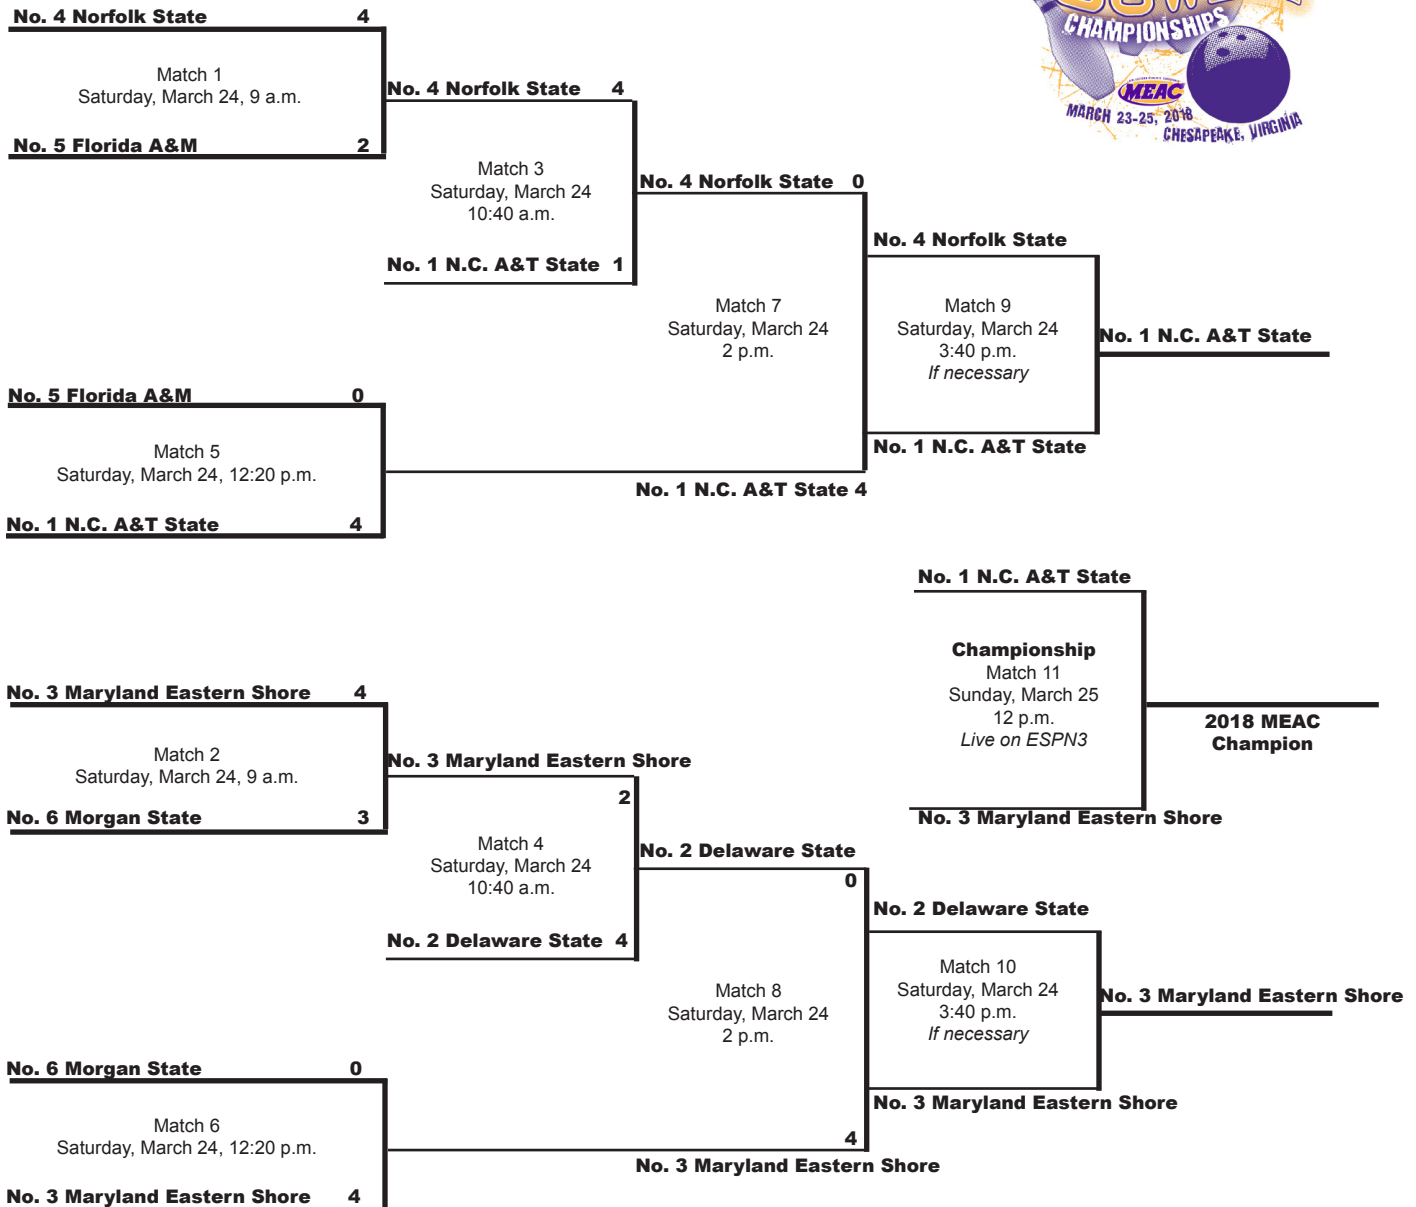 CHAMPIONSHIPS
MEAC
MARCH 23-25, 2018
CHESAPEAKE, VIRGINIA
No. 4 Norfolk State 4
Match 1
Saturday, March 24, 9 a.m.
No. 5 Florida A&M 2
No. 4 Norfolk State 4
Match 3
Saturday, March 24
10:40 a.m.
No. 1 N.C. A&T State 1
No. 4 Norfolk State 0
Match 7
Saturday, March 24
2 p.m.
No. 4 Norfolk State
Match 9
Saturday, March 24
3:40 p.m.
If necessary
No. 1 N.C. A&T State
No. 1 N.C. A&T State
No. 5 Florida A&M 0
Match 5
Saturday, March 24, 12:20 p.m.
No. 1 N.C. A&T State 4
No. 1 N.C. A&T State 4
No. 1 N.C. A&T State
Championship
Match 11
Sunday, March 25
12 p.m.
Live on ESPN3
No. 3 Maryland Eastern Shore
2018 MEAC
Champion
No. 3 Maryland Eastern Shore 4
Match 2
Saturday, March 24, 9 a.m.
No. 6 Morgan State 3
No. 3 Maryland Eastern Shore
2
Match 4
Saturday, March 24
10:40 a.m.
No. 2 Delaware State 4
No. 2 Delaware State
0
Match 8
Saturday, March 24
2 p.m.
4
No. 3 Maryland Eastern Shore
No. 2 Delaware State
Match 10
Saturday, March 24
3:40 p.m.
If necessary
No. 3 Maryland Eastern Shore
No. 3 Maryland Eastern Shore
No. 6 Morgan State 0
Match 6
Saturday, March 24, 12:20 p.m.
No. 3 Maryland Eastern Shore 4